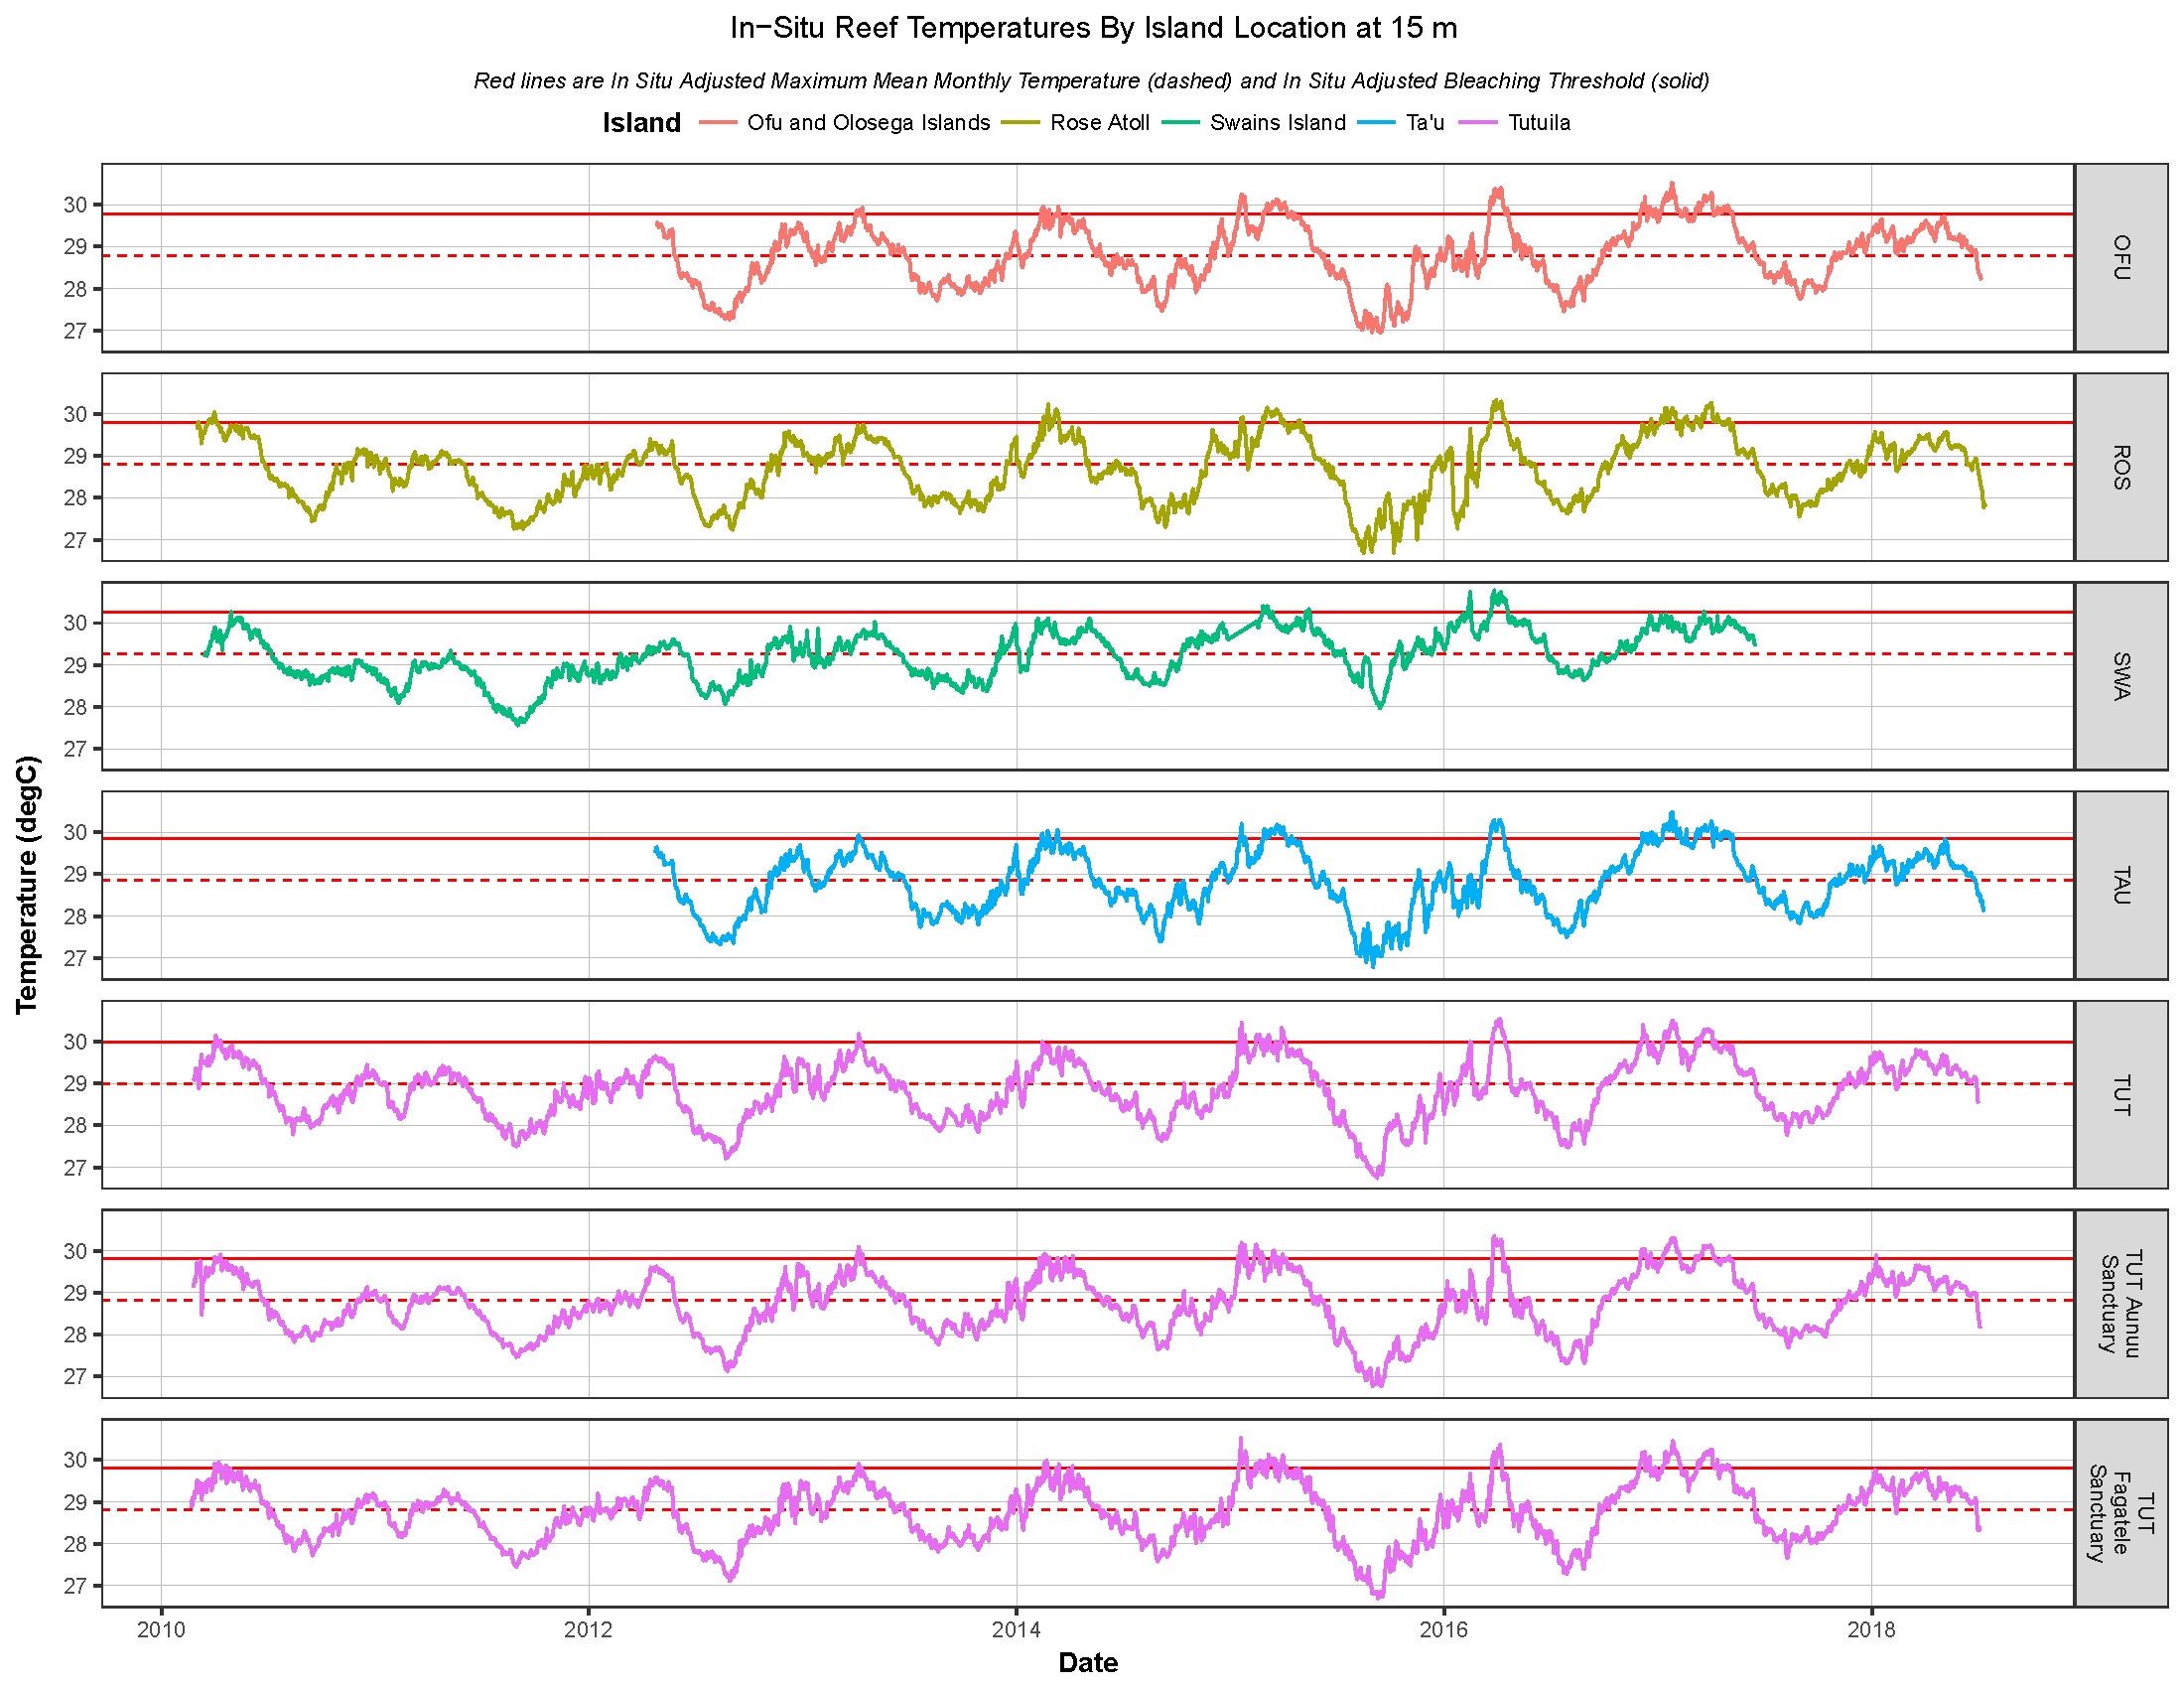 In−Situ Reef Temperatures By Island Location at 15 m
Red lines are In Situ Adjusted Maximum Mean Monthly Temperature (dashed) and In Situ Adjusted Bleaching Threshold (solid)
Island Ofu and Olosega Islands Rose Atoll Swains Island Ta'u Tutuila
Temperature (degC)
30
29
28
27
OFU
30
29
28
27
ROS
30
29
28
27
SWA
30
29
28
27
TAU
30
29
28
27
TUT
30
29
28
27
TUT Aunuu
Sanctuary
30
29
28
27
TUT
Fagatele
Sanctuary
2010 2012 2014 2016 2018
Date